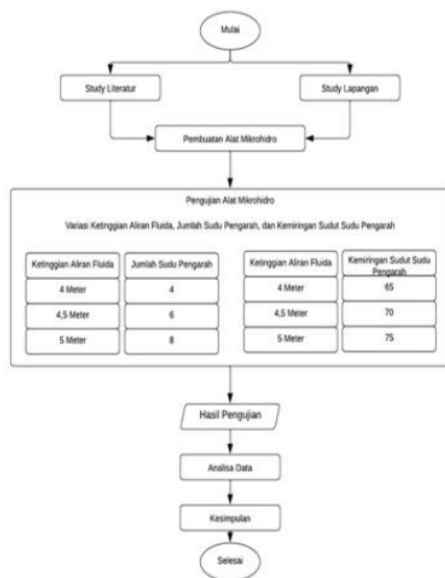 Mulai
Study Literatur
Study Lapangan
Pembuatan Alat Mikrohidro
Pengujian Alat Mikrohidro
Variasi Ketinggian Aliran Fluida, Jumlah Sudu Pengarah, dan Kemiringan Sudut Sudu Pengarah
Ketinggian Aliran Fluida
Jumlah Sudu Pengarah
4 Meter
4
4,5 Meter
6
5 Meter
8
Ketinggian Aliran Fluida
Kemiringan Sudut Sudu
Pengarah
4 Meter
65
4,5 Meter
70
5 Meter
75
Hasil Pengujian
Analisa Data
Kesimpulan
Selesai